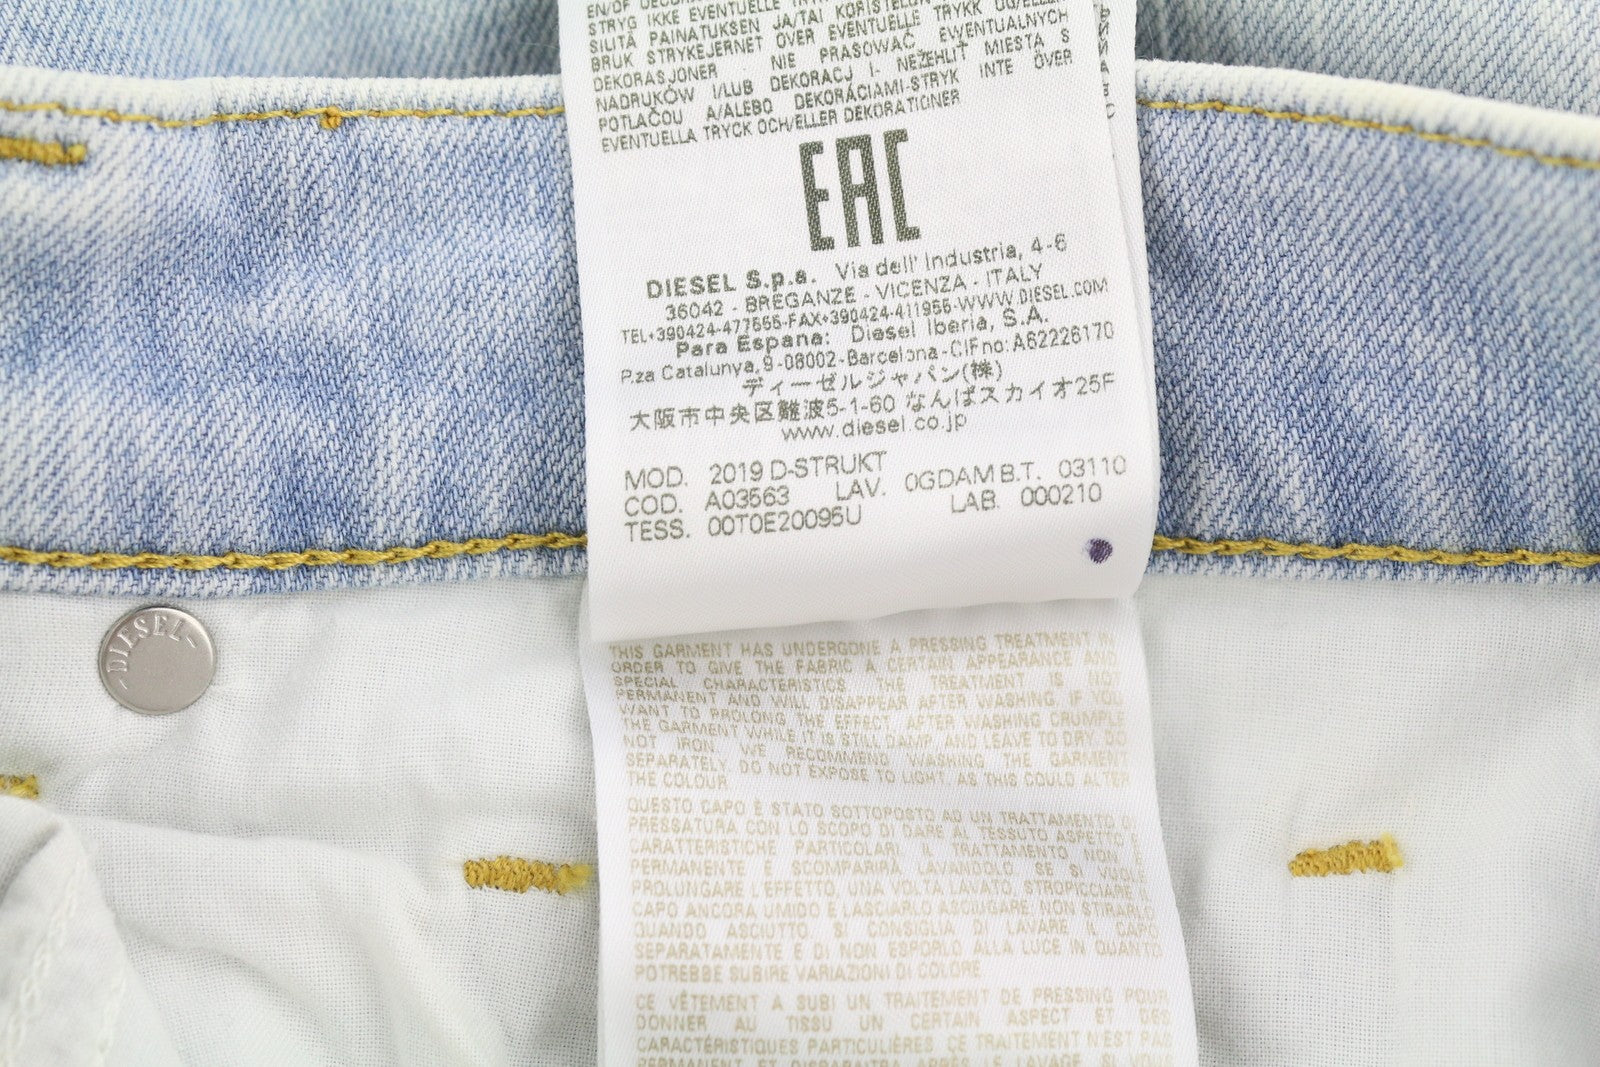 STRYG IKKE EVENTUELLE
SILITÄ PAINATUKSEN JA/TAI
BRUK STRYKEJERNET OVER EVENTUELLE TRYKK OG/ELLER
DEKORASJONER - NIE PRASOWAĆ EWENTUALNYCH
NADRUKÓW I/LUB DEKORACJ I- NEŽEHLIT MIESTA S
POTLAČOU A/ALEBO DEKORÁCIAMI-STRYK INTE ÖVER
EVENTUELLA TRYCK OCH/ELLER DEKORATIONER
EAC
DIESEL S.p.a. Via dell' Industria, 4-6
36042 - BREGANZE - VICENZA - ITALY
TEL+390424-477555-FAX+390424-411955-WWW.DIESEL.COM
Para Espana: Diesel Iberia, S.A.
P.za Catalunya, 9-08002-Barcelona-CIF no:A62226170
ディーゼルジャパン(株)
大阪市中央区難波5-1-60 なんばスカイオ25F
www.diesel.co.jp
MOD. 2019 D-STRUKT
COD. A03563 LAV. 0GDAM B.T. 03110
TESS. 00T0E20095U LAB. 000210
DIESEL
THIS GARMENT HAS UNDERGONE A PRESSING TREATMENT IN
ORDER TO GIVE THE FABRIC A CERTAIN APPEARANCE AND
SPECIAL CHARACTERISTICS. THE TREATMENT IS NOT
PERMANENT AND WILL DISAPPEAR AFTER WASHING. IF YOU
WANT TO PROLONG THE EFFECT, AFTER WASHING CRUMPLE
THE GARMENT WHILE IT IS STILL DAMP, AND LEAVE TO DRY. DO
NOT IRON. WE RECOMMEND WASHING THE GARMENT
SEPARATELY. DO NOT EXPOSE TO LIGHT, AS THIS COULD ALTER
THE COLOUR.
QUESTO CAPO È STATO SOTTOPOSTO AD UN TRATTAMENTO DI
PRESSATURA CON LO SCOPO DI DARE AL TESSUTO ASPETTO E
CARATTERISTICHE PARTICOLARI. IL TRATTAMENTO NON È
PERMANENTE E SCOMPARIRÀ LAVANDOLO. SE SI VUOLE
PROLUNGARE L'EFFETTO, UNA VOLTA LAVATO, STROPICCIARE IL
CAPO ANCORA UMIDO E LASCIARLO ASCIUGARE. NON STIRARLO
QUANDO ASCIUTTO. SI CONSIGLIA DI LAVARE IL CAPO
SEPARATAMENTE E DI NON ESPORLO ALLA LUCE IN QUANTO
POTREBBE SUBIRE VARIAZIONI DI COLORE.
CE VÊTEMENT A SUBI UN TRAITEMENT DE PRESSING POUR
DONNER AU TISSU UN CERTAIN ASPECT ET DES
CARACTÉRISTIQUES PARTICULIÈRES. CE TRAITEMENT N'EST PAS
PERMANENT ET DISPARAITRA APRÈS LE LAVAGE. SI VOUS